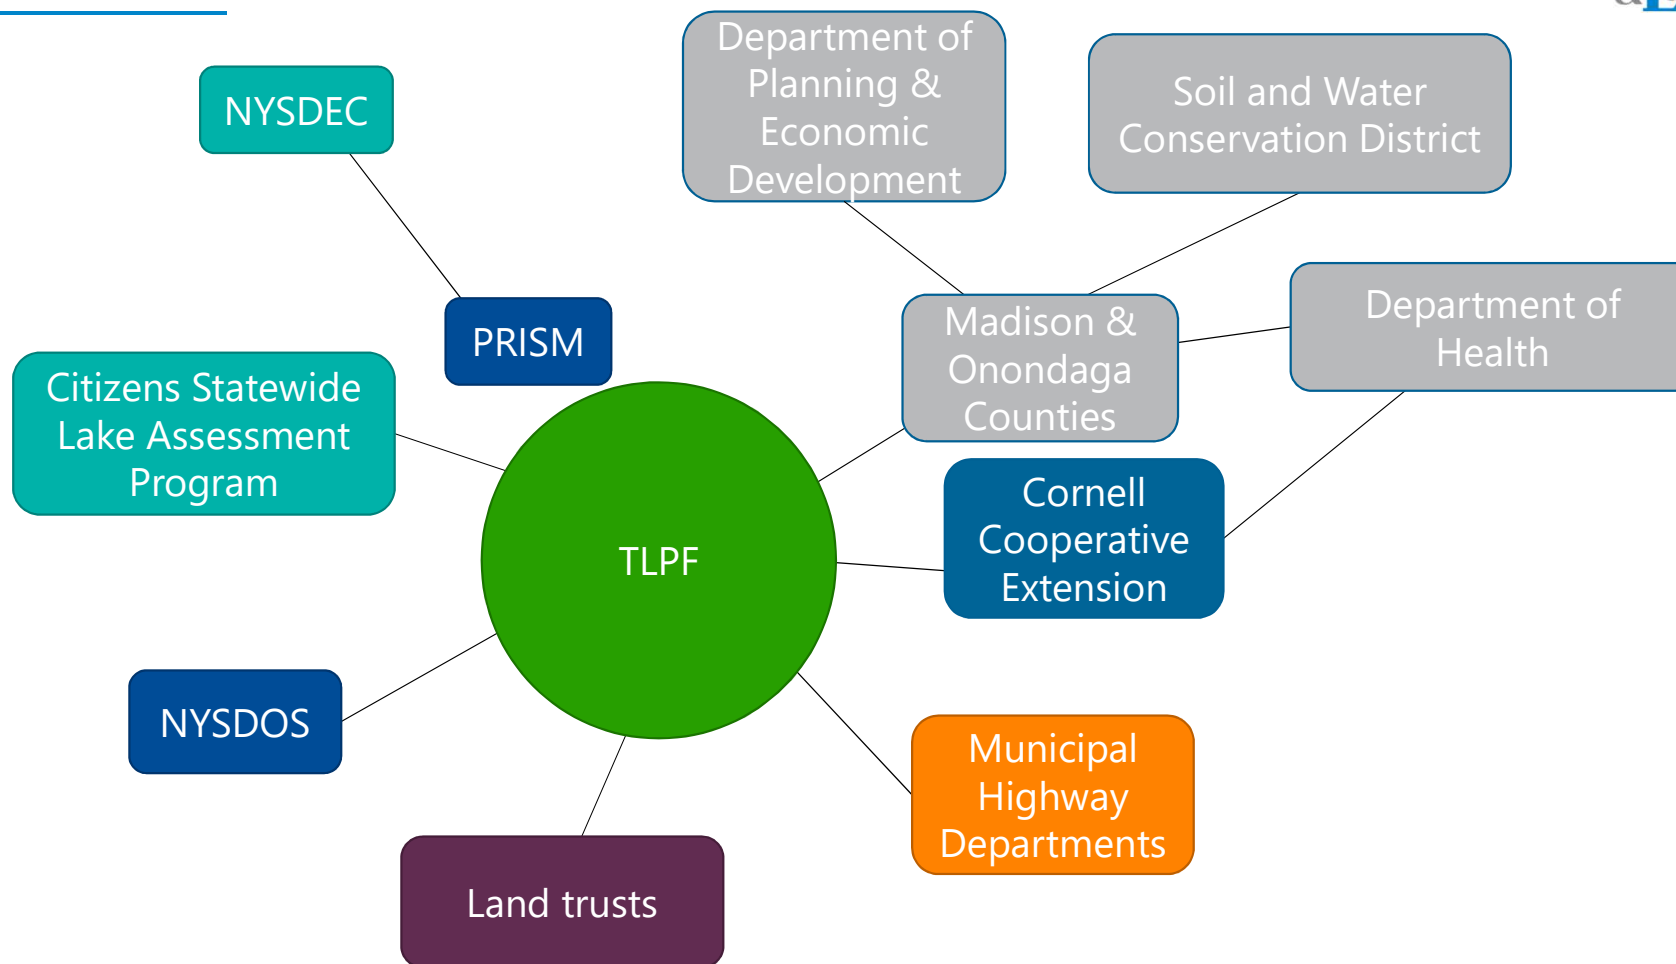 Department of
Planning &
Economic
Development
Soil and Water
Conservation District
NYSDEC
Department of
Health
Madison &
Onondaga
Counties
PRISM
Citizens Statewide
Lake Assessment
Program
Cornell
Cooperative
Extension
TLPF
NYSDOS
Municipal
Highway
Departments
Land trusts